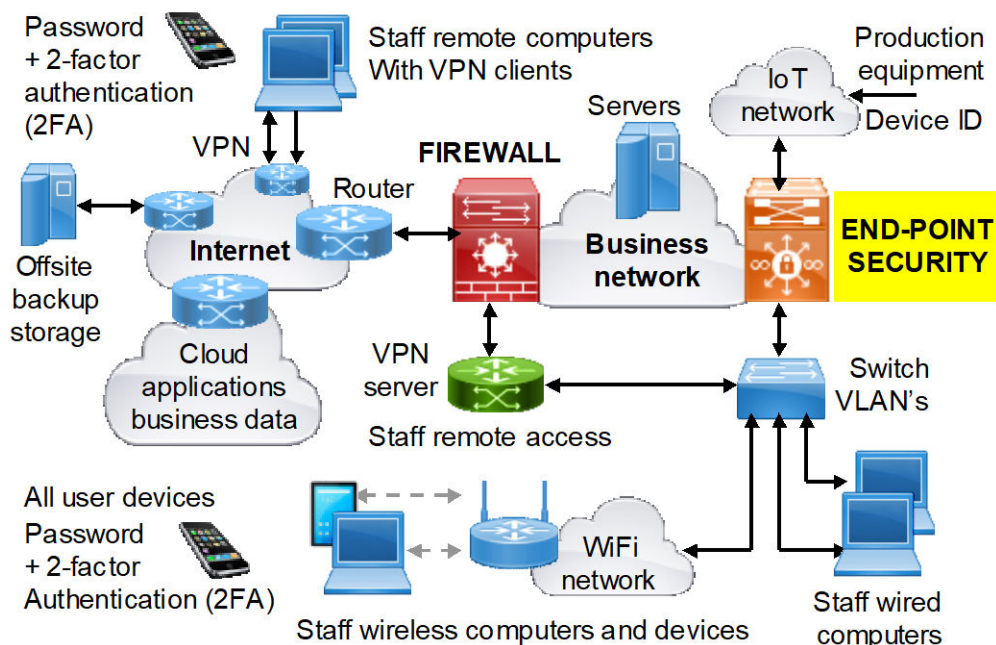 Password
+ 2-factor
authentication
(2FA)
Staff remote computers
With VPN clients
VPN
Servers
IoT
network
Production
equipment
Device ID
FIREWALL
Router
Internet
Business
network
END-POINT
SECURITY
Offsite
backup
storage
Cloud
applications
business data
VPN
server
Staff remote access
Switch
VLAN's
All user devices
Password
+ 2-factor
Authentication (2FA)
WiFi
network
Staff wireless computers and devices
Staff wired
computers